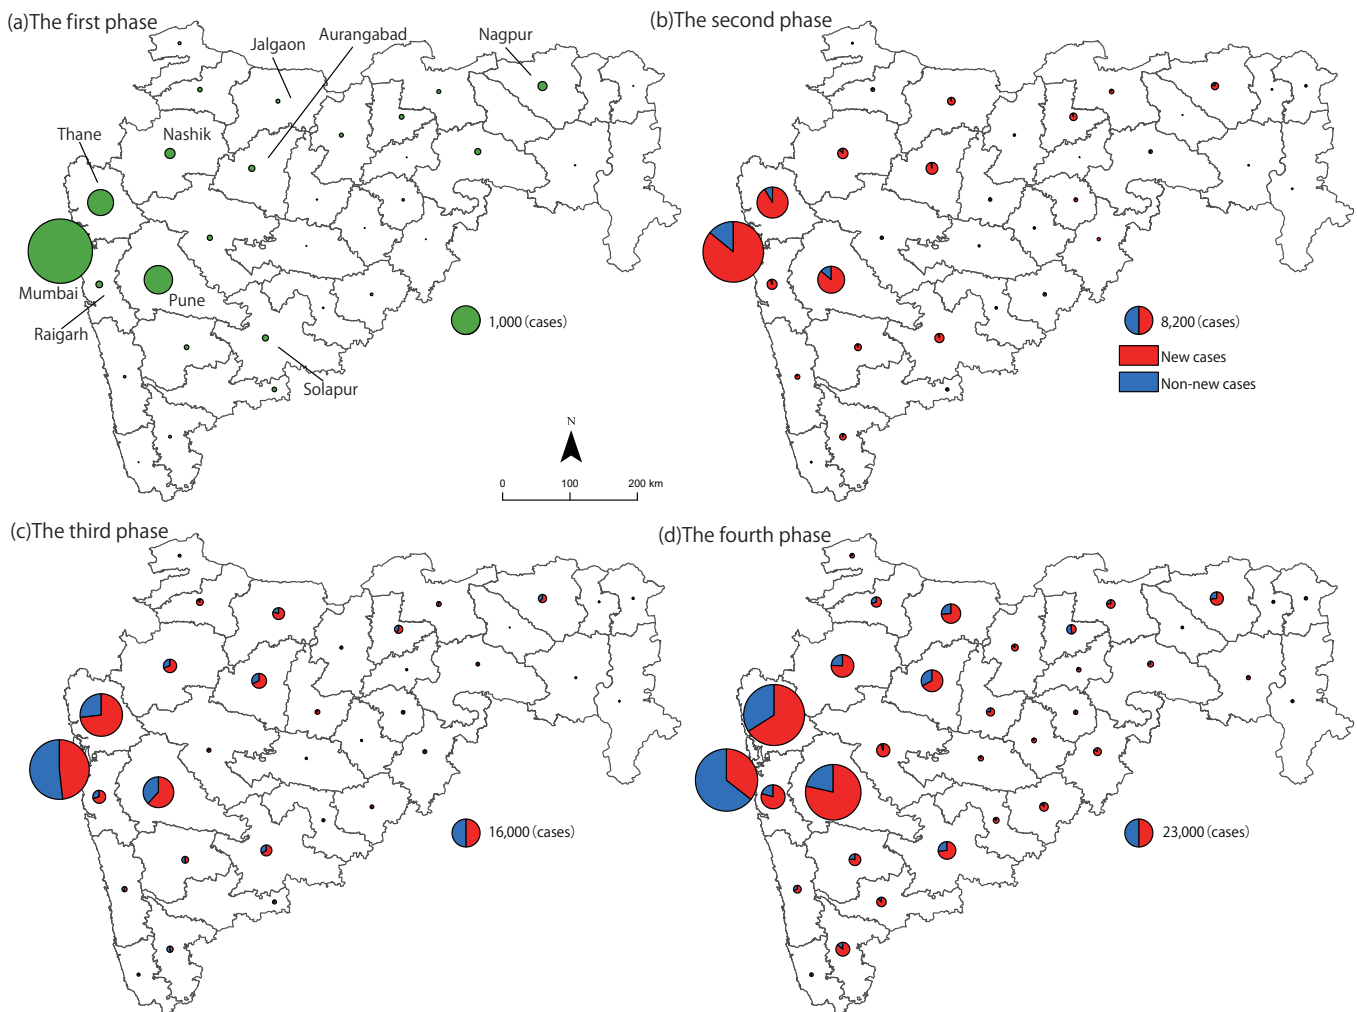 (a)The first phase
Jalgaon
Aurangabad
Nagpur
Thane
Nashik
Mumbai
Pune
Raigarh
Solapur
1,000(cases)
N
0 100 200 km
(b)The second phase
8,200(cases)
New cases
Non-new cases
(c)The third phase
16,000(cases)
(d)The fourth phase
23,000(cases)